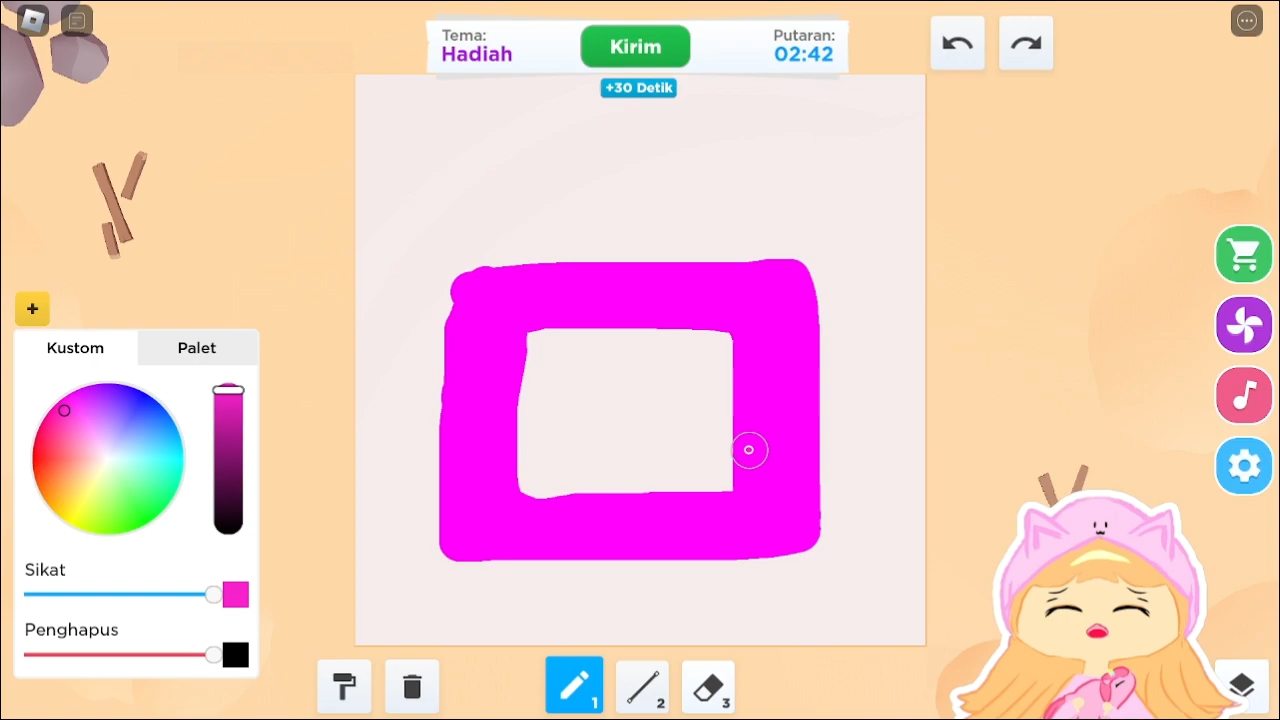 Tema:
Hadiah
Kirim
Putaran:
02:42
+30 Detik
+
Kustom
Palet
Sikat
Penghapus
1
2
3